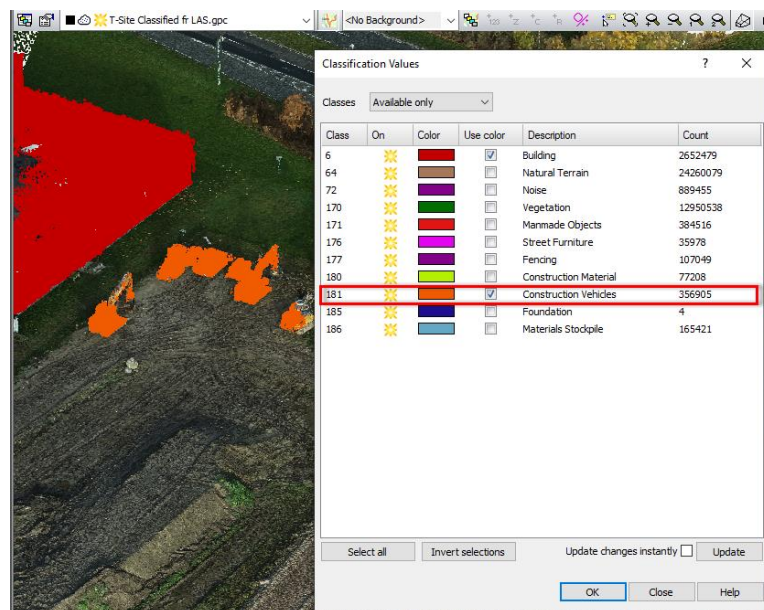 T-Site Classified fr LAS.gpc <No Background> 123 z c R
Classification Values ? X
Classes Available only
Class On Color Use color Description Count
6 Building 2652479
64 Natural Terrain 24260079
72 Noise 889455
170 Vegetation 12950538
171 Manmade Objects 384516
176 Street Furniture 35978
177 Fencing 107049
180 Construction Material 77208
181 Construction Vehicles 356905
185 Foundation 4
186 Materials Stockpile 165421
Select all Invert selections Update changes instantly Update
OK Close Help